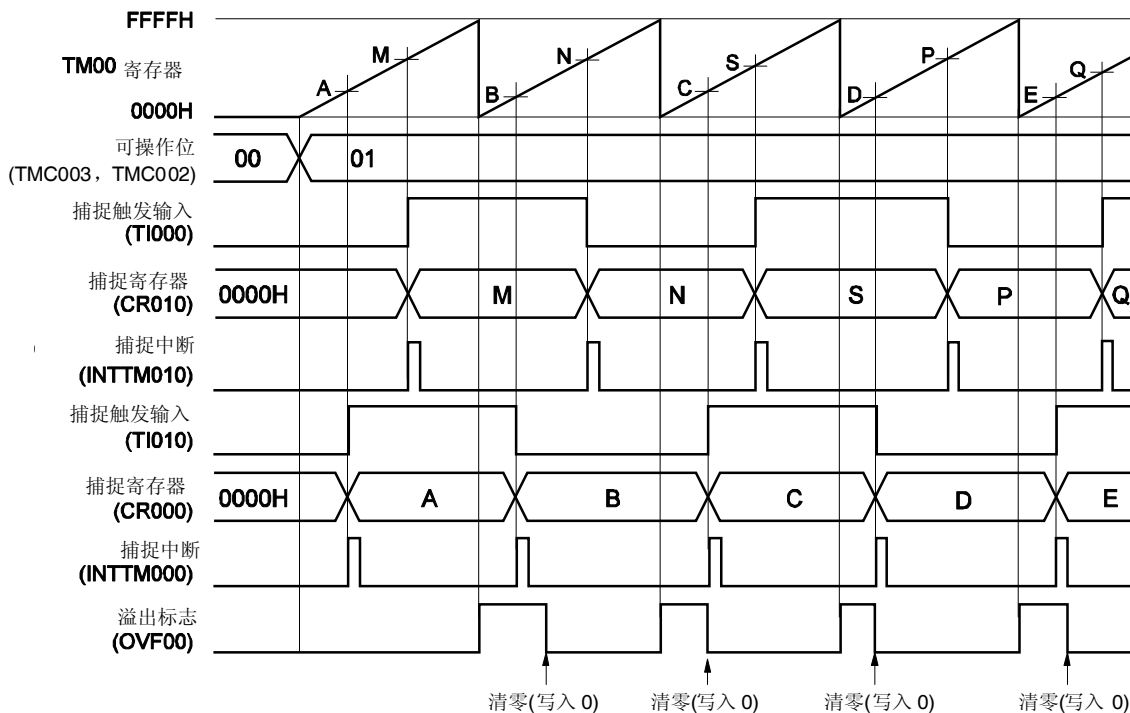 FFFFH
TM00 寄存器
0000H
A M B N C S D P E Q
可操作位
(TMC003，TMC002)
00 01
捕捉触发输入
(TI000)
捕捉寄存器
(CR010)
0000H M N S P Q
捕捉中断
(INTTM010)
捕捉触发输入
(TI010)
捕捉寄存器
(CR000)
0000H A B C D E
捕捉中断
(INTTM000)
溢出标志
(OVF00)
清零(写入 0) 清零(写入 0) 清零(写入 0) 清零(写入 0)